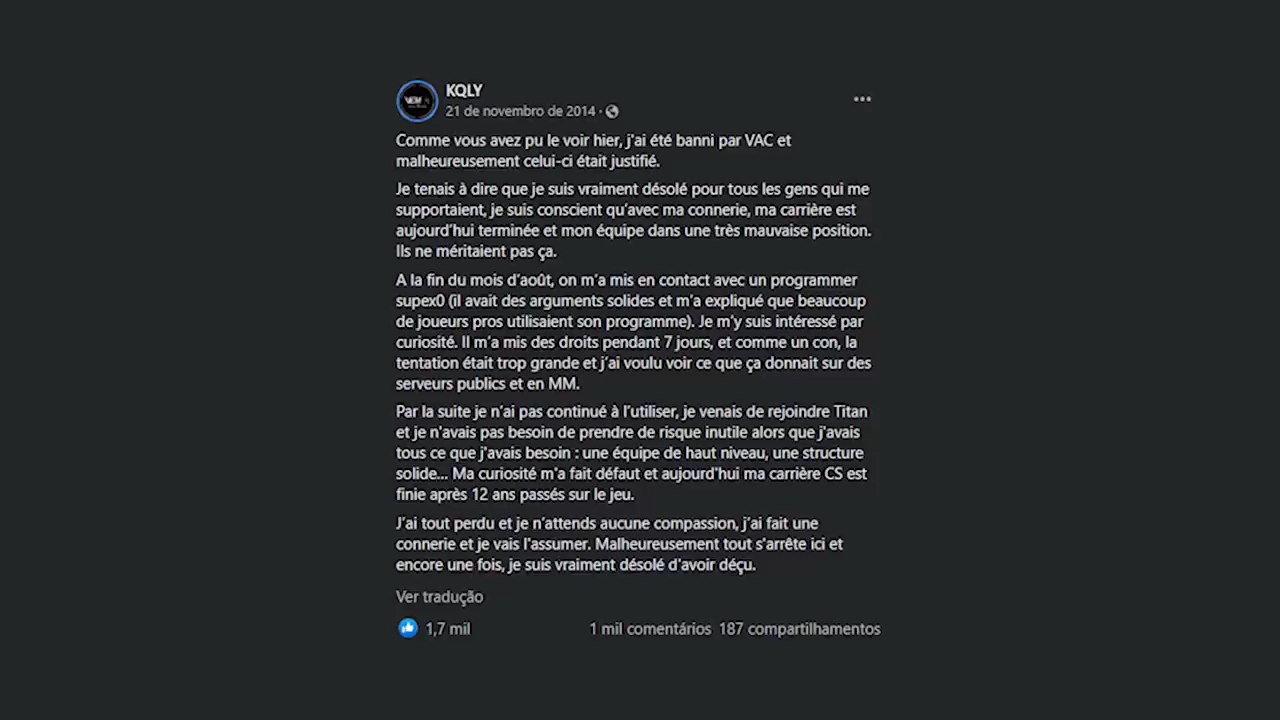 KQLY
21 de novembro de 2014 ·
Comme vous avez pu le voir hier, j'ai été banni par VAC et
malheureusement celui-ci était justifié.
Je tenais à dire que je suis vraiment désolé pour tous les gens qui me
supportaient, je suis conscient qu'avec ma connerie, ma carrière est
aujourd'hui terminée et mon équipe dans une très mauvaise position.
Ils ne méritaient pas ça.
A la fin du mois d'août, on m'a mis en contact avec un programmer
supex0 (il avait des arguments solides et m'a expliqué que beaucoup
de joueurs pros utilisaient son programme). Je m'y suis intéressé par
curiosité. Il m'a mis des droits pendant 7 jours, et comme un con, la
tentation était trop grande et j'ai voulu voir ce que ça donnait sur des
serveurs publics et en MM.
Par la suite je n'ai pas continué à l'utiliser, je venais de rejoindre Titan
et je n'avais pas besoin de prendre de risque inutile alors que j'avais
tous ce que j'avais besoin : une équipe de haut niveau, une structure
solide... Ma curiosité m'a fait défaut et aujourd'hui ma carrière CS est
finie après 12 ans passés sur le jeu.
J'ai tout perdu et je n'attends aucune compassion, j'ai fait une
connerie et je vais l'assumer. Malheureusement tout s'arrête ici et
encore une fois, je suis vraiment désolé d'avoir déçu.
Ver tradução
1,7 mil 1 mil comentários 187 compartilhamentos